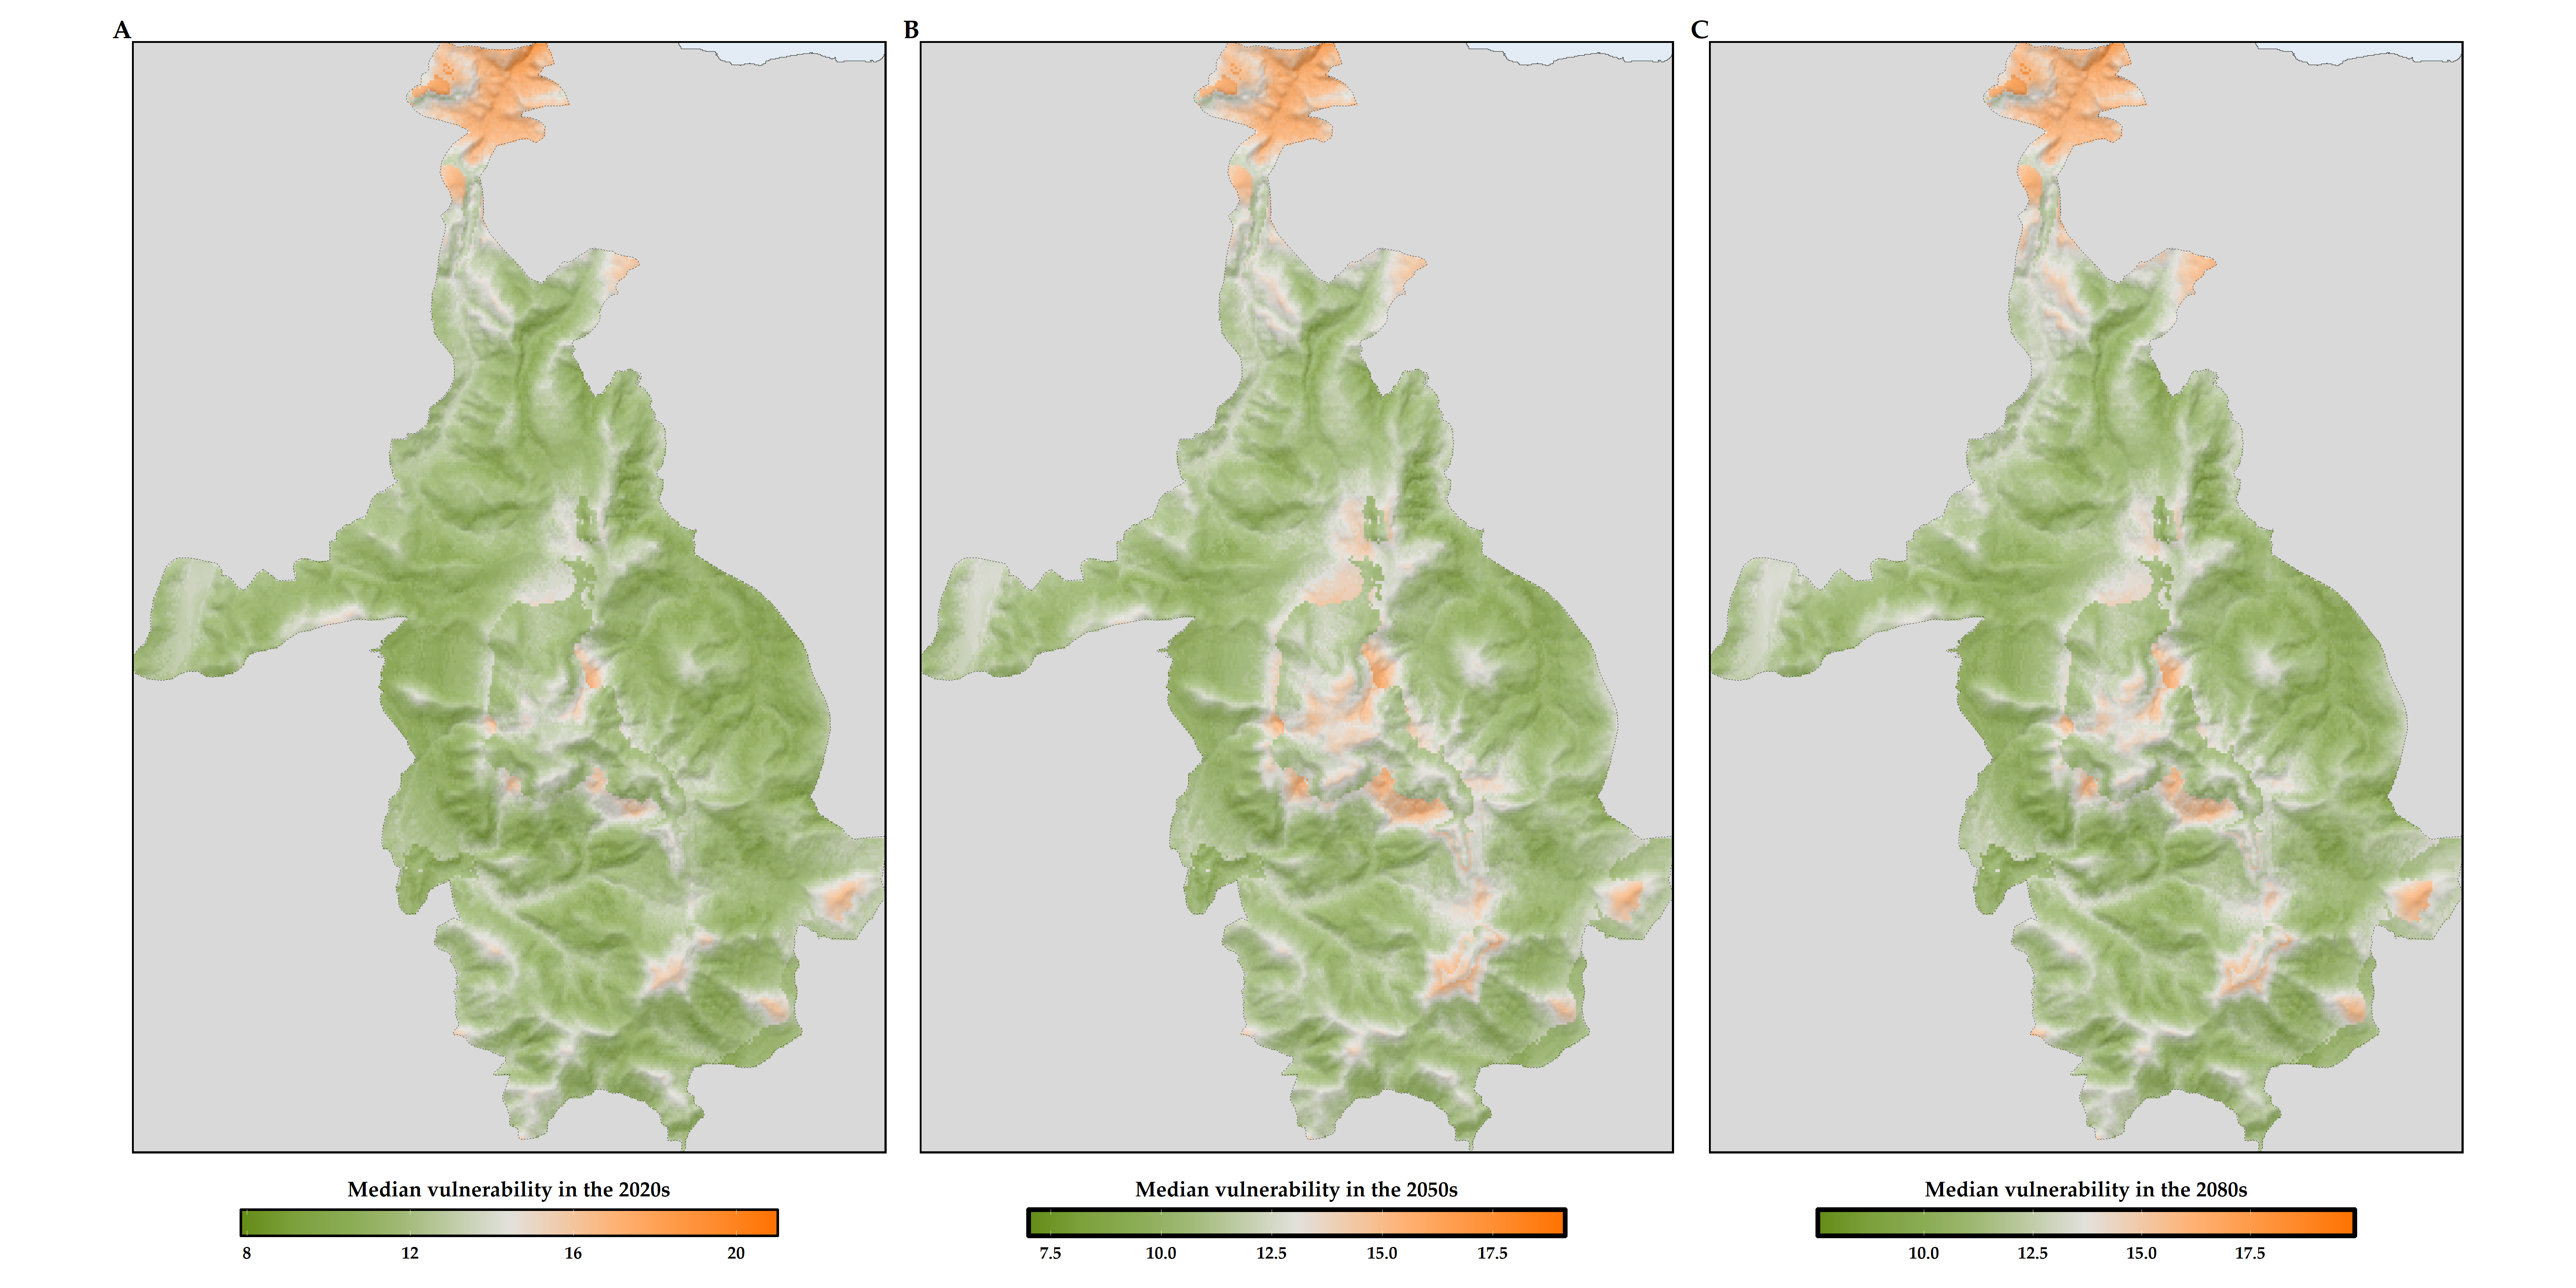 A B C
Median vulnerability in the 2020s Median vulnerability in the 2050s Median vulnerability in the 2080s
8 12 16 20 7.5 10.0 12.5 15.0 17.5 10.0 12.5 15.0 17.5